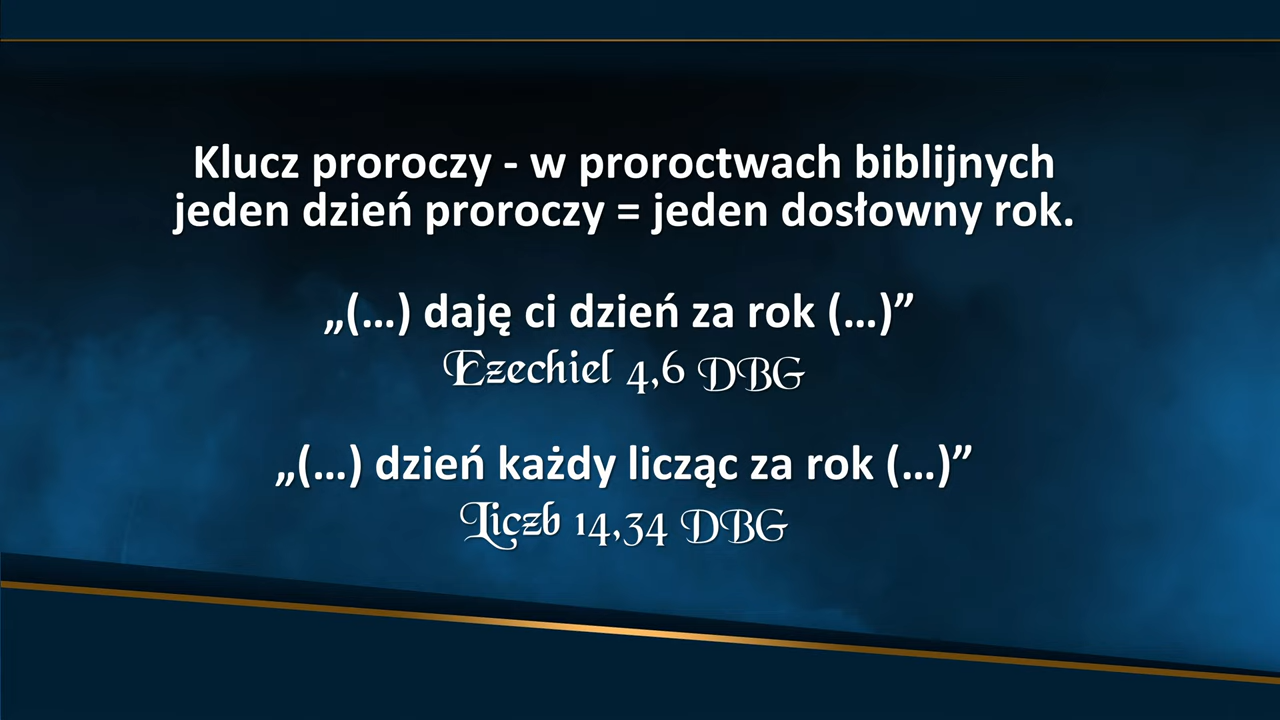 Klucz proroczy - w proroctwach biblijnych
jeden dzień proroczy = jeden dosłowny rok.
„(...) daję ci dzień za rok (...)”
Ezechiel 4,6 DBG
„(...) dzień każdy licząc za rok (...)”
Liczb 14,34 DBG